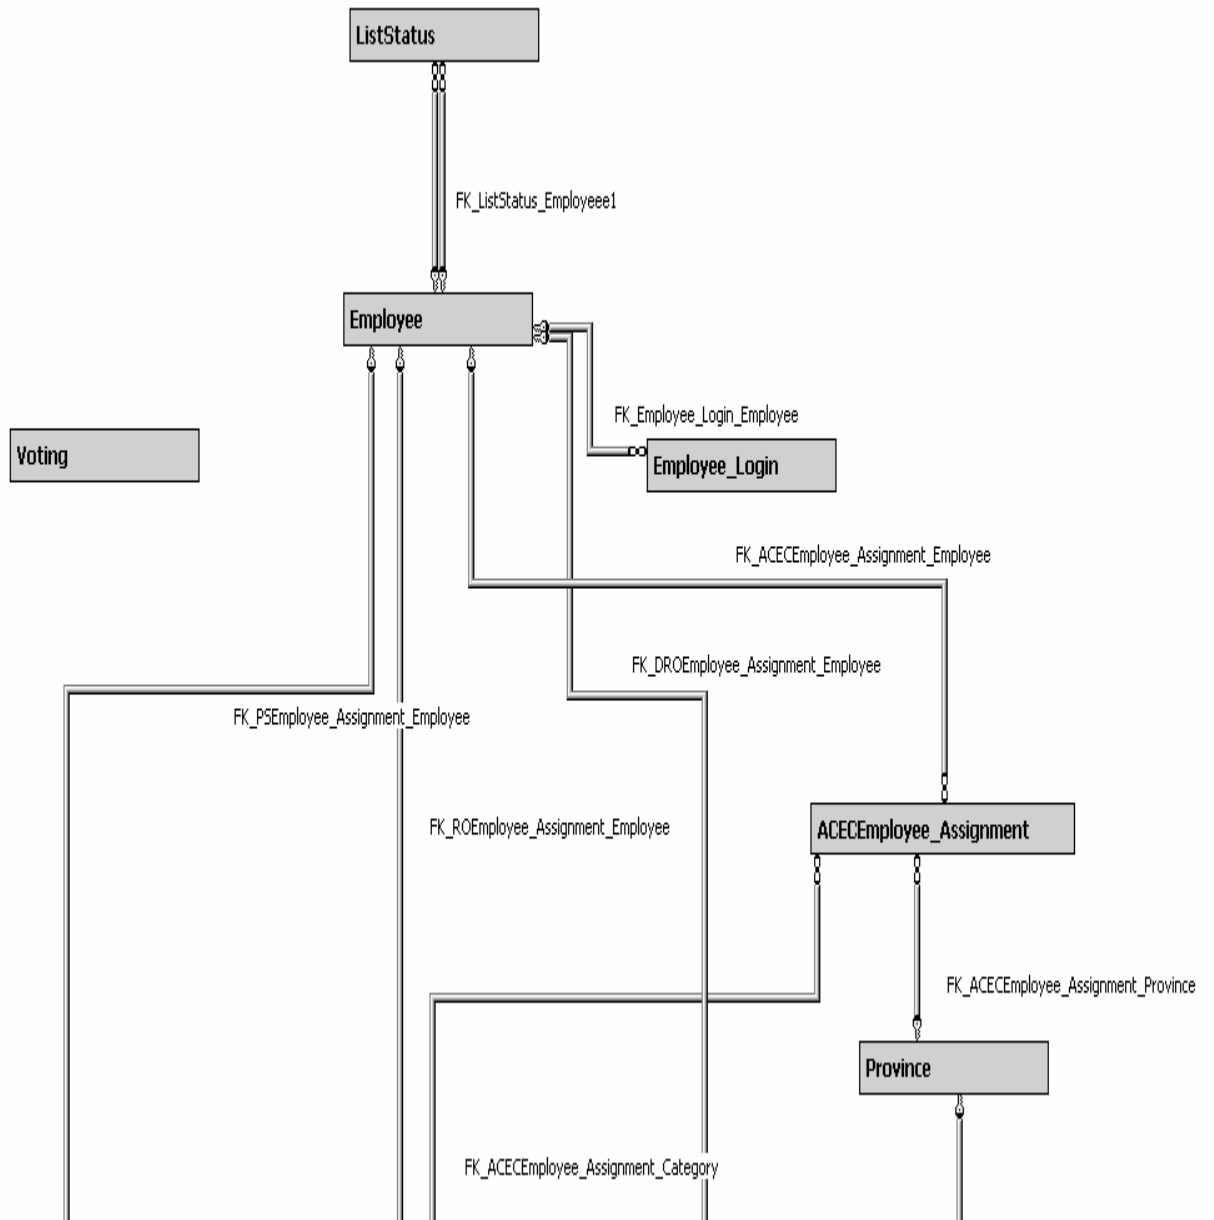 ListStatus
FK_ListStatus_Employeee1
Employee
FK_Employee_Login_Employee
Voting
Employee_Login
FK_ACECEmployee_Assignment_Employee
FK_DROEmployee_Assignment_Employee
FK_PSEmployee_Assignment_Employee
FK_ROEmployee_Assignment_Employee
ACECEmployee_Assignment
FK_ACECEmployee_Assignment_Province
Province
FK_ACECEmployee_Assignment_Category